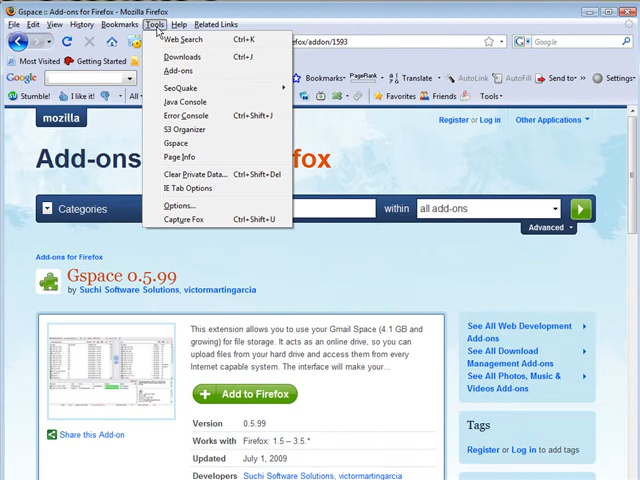 Gspace :: Add-ons for Firefox - Mozilla Firefox
File Edit View History Bookmarks Tools Help Related Links
efox/addon/1593
Most Visited Getting Started
Google Bookmarks PageRank Translate AutoLink AutoFill Send to
Stumble! I like it! All Favorites Friends Tools
Web Search Ctrl+K
Downloads Ctrl+J
Add-ons
SeoQuake
Java Console
Error Console Ctrl+Shift+J
S3 Organizer
Gspace
Page Info
Clear Private Data... Ctrl+Shift+Del
IE Tab Options
Options...
Capture Fox Ctrl+Shift+U
mozilla
Register or Log in Other Applications
Add-ons fox
Categories within all add-ons
Advanced
Add-ons for Firefox
Gspace 0.5.99
by Suchi Software Solutions, victormartingarcia
This extension allows you to use your Gmail Space (4.1 GB and
growing) for file storage. It acts as an online drive, so you can
upload files from your hard drive and access them from every
Internet capable system. The interface will make your...
Add to Firefox
Share this Add-on
Version 0.5.99
Works with Firefox: 1.5 – 3.5.*
Updated July 1, 2009
Developers Suchi Software Solutions, victormartingarcia
See All Web Development
Add-ons
See All Download
Management Add-ons
See All Photos, Music &
Videos Add-ons
Tags
Register or Log in to add tags